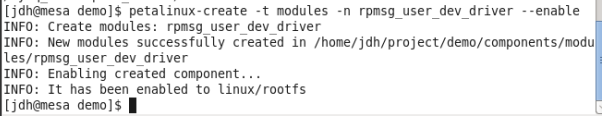 [jdh@mesa demo]$ petalinux-create -t modules -n rpmsg_user_dev_driver --enable
INFO: Create modules: rpmsg_user_dev_driver
INFO: New modules successfully created in /home/jdh/project/demo/components/modu
les/rpmsg_user_dev_driver
INFO: Enabling created component...
INFO: It has been enabled to linux/rootfs
[jdh@mesa demo]$